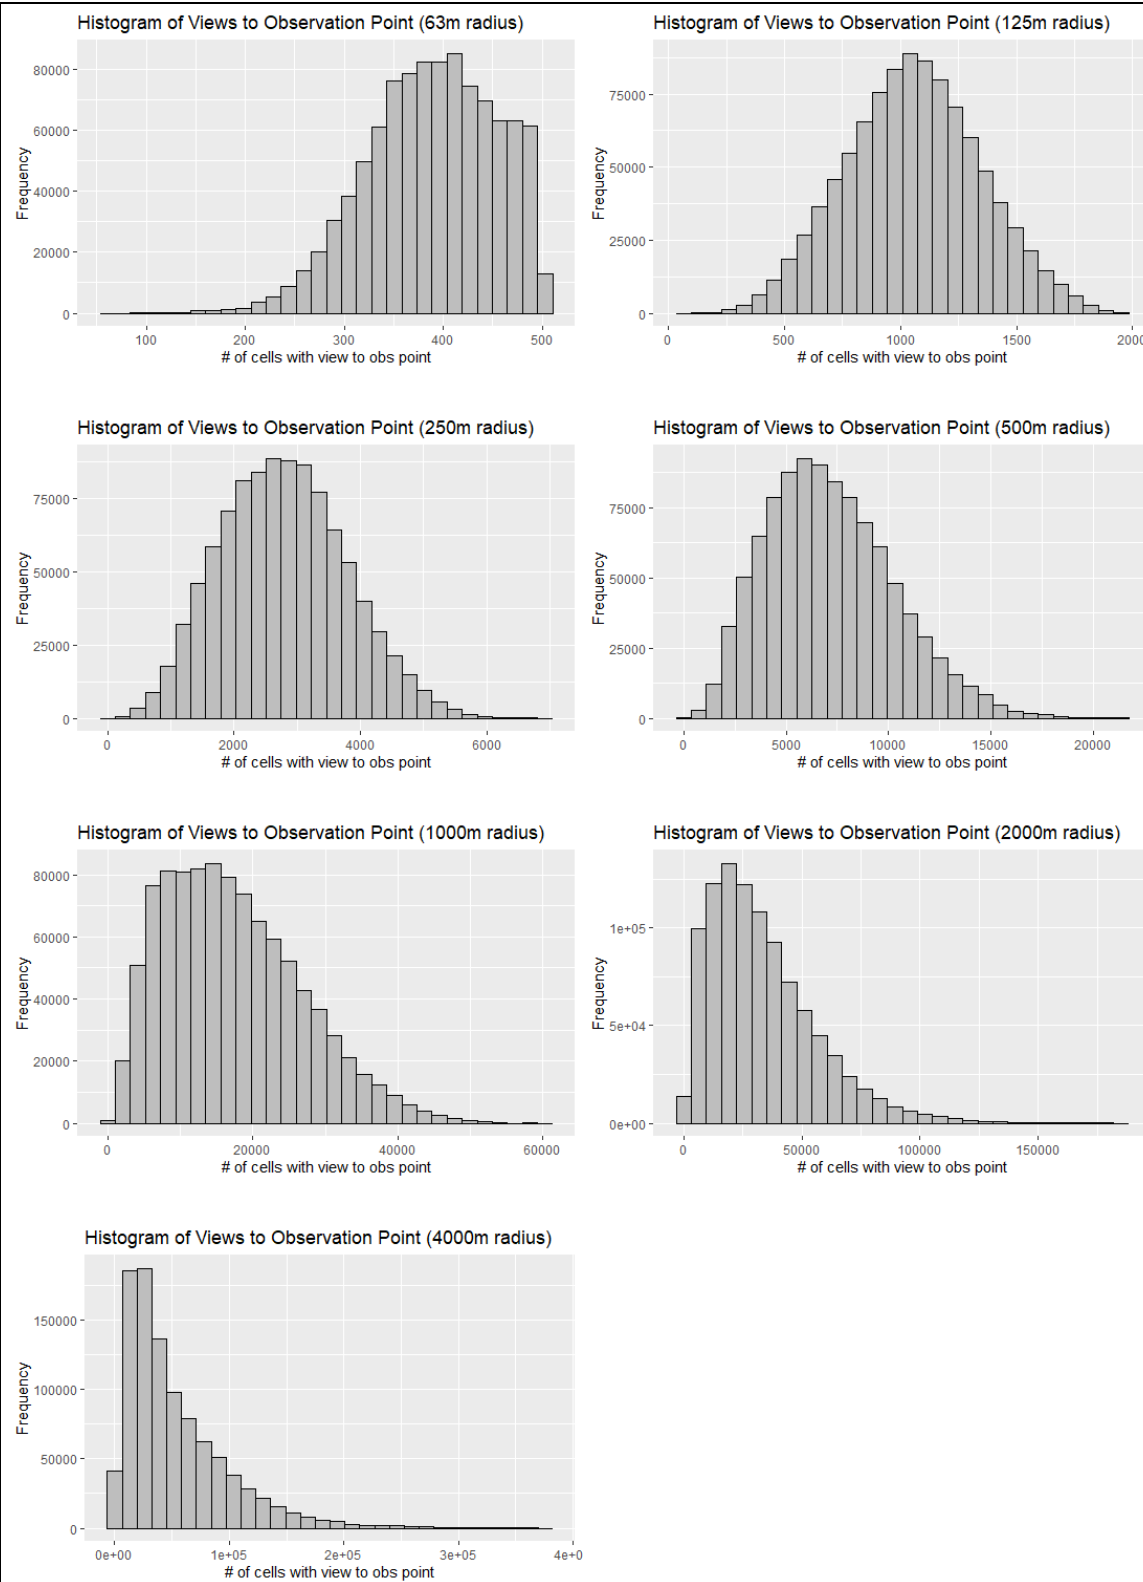 Histogram of Views to Observation Point (63m radius)
80000
60000
40000
20000
0
Frequency
100 200 300 400 500
# of cells with view to obs point
Histogram of Views to Observation Point (125m radius)
75000
50000
25000
0
Frequency
0 500 1000 1500 2000
# of cells with view to obs point
Histogram of Views to Observation Point (250m radius)
75000
50000
25000
0
Frequency
0 2000 4000 6000
# of cells with view to obs point
Histogram of Views to Observation Point (500m radius)
75000
50000
25000
0
Frequency
0 5000 10000 15000 20000
# of cells with view to obs point
Histogram of Views to Observation Point (1000m radius)
80000
60000
40000
20000
0
Frequency
0 20000 40000 60000
# of cells with view to obs point
Histogram of Views to Observation Point (2000m radius)
1e+05
5e+04
0e+00
Frequency
0 50000 100000 150000
# of cells with view to obs point
Histogram of Views to Observation Point (4000m radius)
150000
100000
50000
0
Frequency
0e+00 1e+05 2e+05 3e+05 4e+0
# of cells with view to obs point